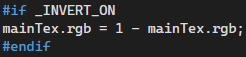 #if _INVERT_ON
mainTex.rgb = 1 - mainTex.rgb;
#endif